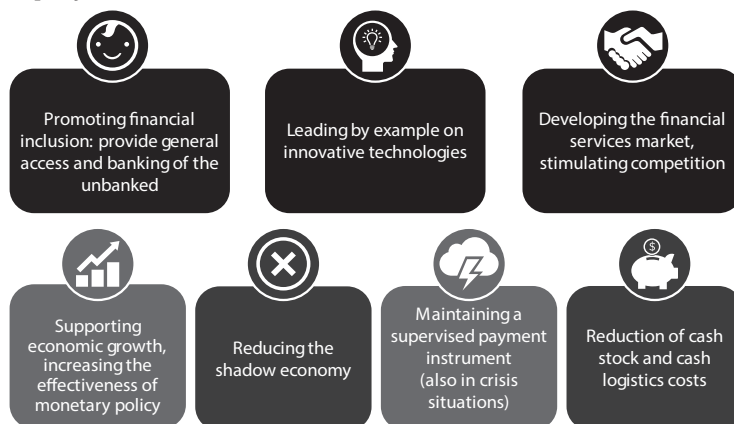 Promoting financial
inclusion: provide general
access and banking of the
unbanked
Leading by example on
innovative technologies
Developing the financial
services market,
stimulating competition
Supporting
economic growth,
increasing the
effectiveness of
monetary policy
Reducing the
shadow economy
Maintaining a
supervised payment
instrument
(also in crisis
situations)
$
Reduction of cash
stock and cash
logistics costs